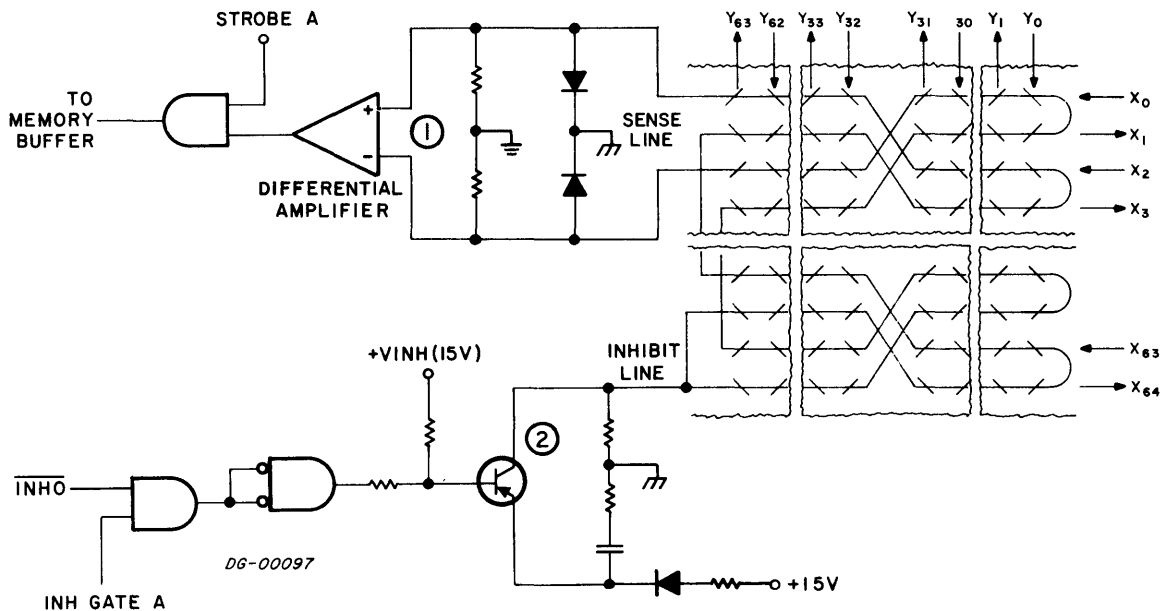 STROBE A
TO
MEMORY
BUFFER
DIFFERENTIAL
AMPLIFIER
+
−
1
SENSE
LINE
Y63 Y62 Y33 Y32 Y31 30 Y1 Y0
X0
X1
X2
X3
X63
X64
+VINH (15V)
INHIBIT
LINE
2
INHO
INH GATE A
DG-00097
+15V